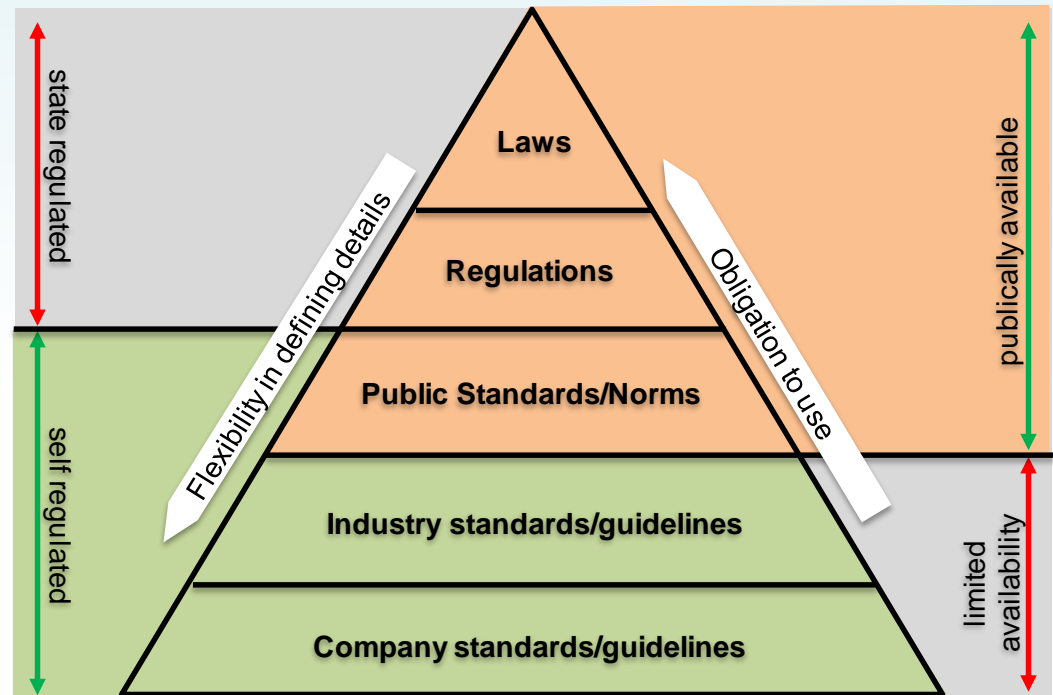 state regulated
self regulated
Flexibility in defining details
Laws
Regulations
Public Standards/Norms
Industry standards/guidelines
Company standards/guidelines
Obligation to use
publically available
limited
availability